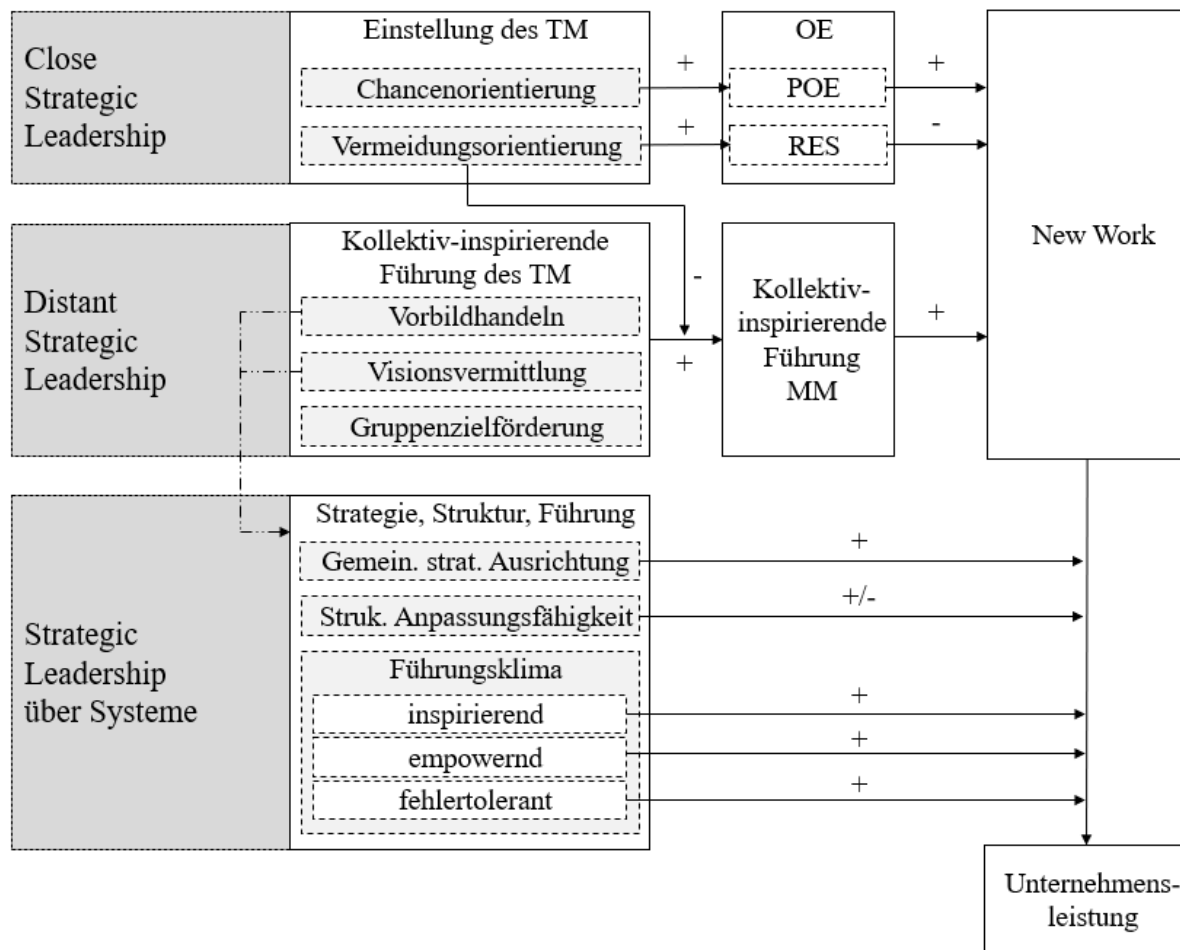 Close
Strategic
Leadership
Einstellung des TM
Chancenorientierung
Vermeidungsorientierung
+
+
OE
POE
RES
+
-
New Work
Distant
Strategic
Leadership
Kollektiv-inspirierende
Führung des TM
Vorbildhandeln
Visionsvermittlung
Gruppenzielförderung
-
+
Kollektiv-
inspirierende
Führung
MM
+
Strategic
Leadership
über Systeme
Strategie, Struktur, Führung
Gemein. strat. Ausrichtung
Struk. Anpassungsfähigkeit
Führungsklima
inspirierend
empowernd
fehlertolerant
+
+/-
+
+
+
Unternehmens-
leistung